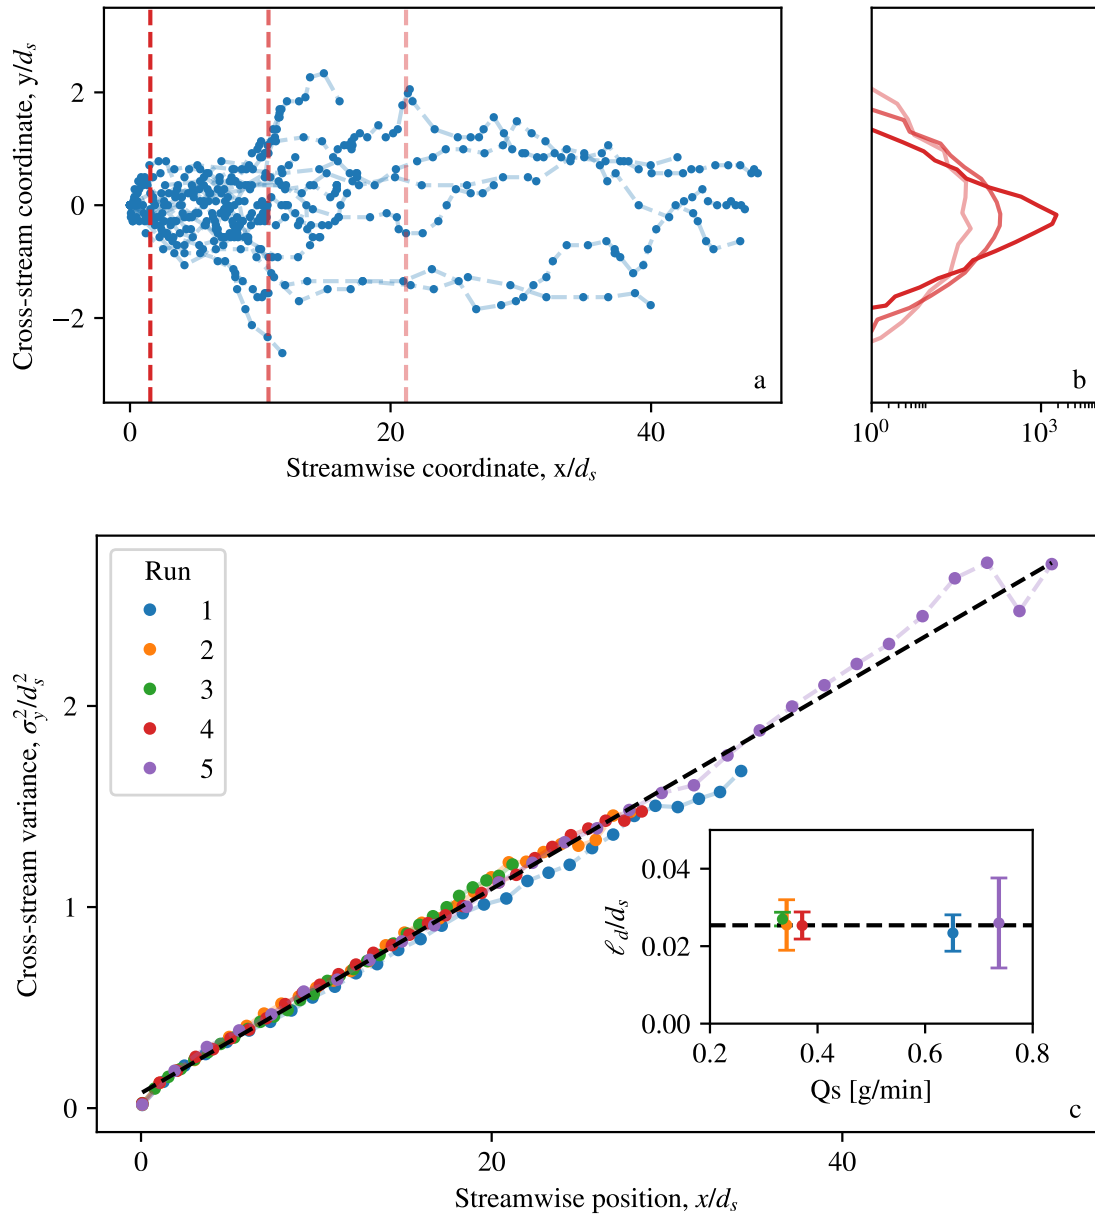 Cross-stream coordinate, y/d_s
2
0
−2
a
0
20
40
Streamwise coordinate, x/d_s
b
10^0
10^3
Cross-stream variance, σ_y^2/d_s^2
2
1
0
Run
1
2
3
4
5
ℓ_d/d_s
0.04
0.02
0.00
0.2
0.4
0.6
0.8
Qs [g/min]
c
0
20
40
Streamwise position, x/d_s